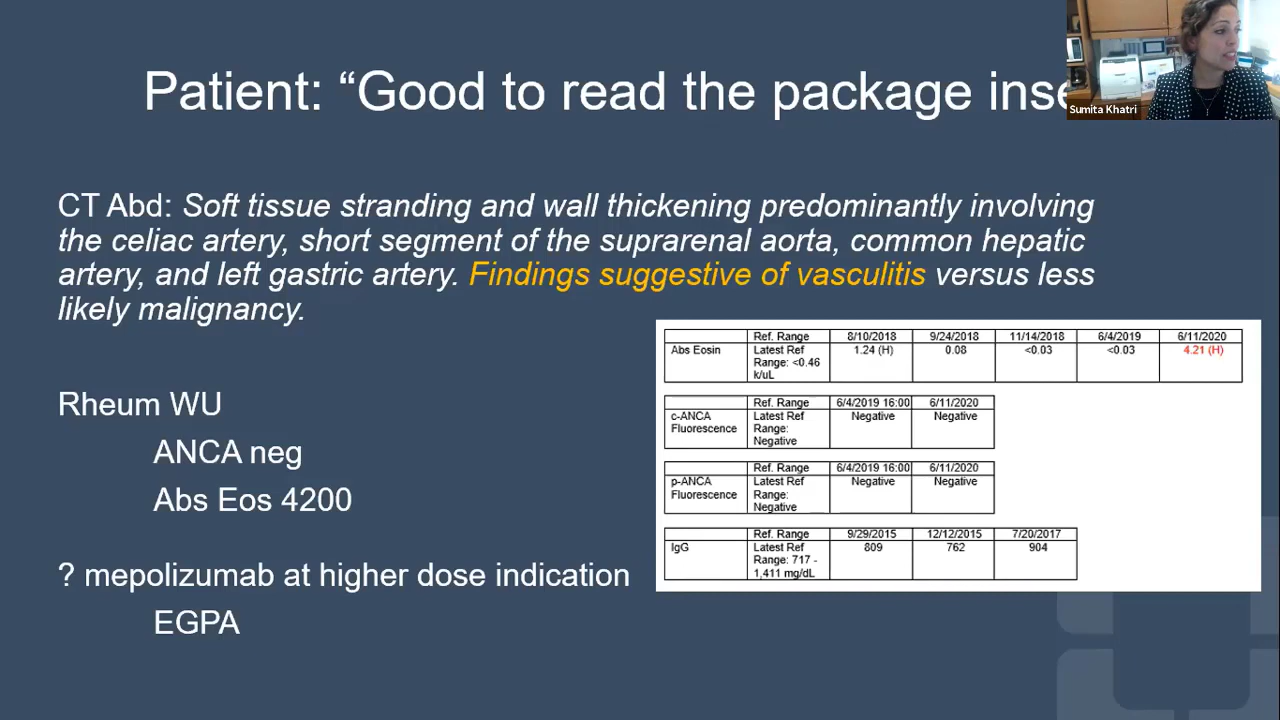 Patient: “Good to read the package
Sumita Khatri
CT Abd: Soft tissue stranding and wall thickening predominantly involving
the celiac artery, short segment of the suprarenal aorta, common hepatic
artery, and left gastric artery. Findings suggestive of vasculitis versus less
likely malignancy.
Rheum WU
ANCA neg
Abs Eos 4200
? mepolizumab at higher dose indication
EGPA
Ref. Range 8/10/2018 9/24/2018 11/14/2018 6/4/2019 6/11/2020
Abs Eosin Latest Ref 1.24 (H) 0.08 <0.03 <0.03 4.21 (H)
Range: <0.46
k/uL
Ref. Range 6/4/2019 16:00 6/11/2020
c-ANCA Latest Ref Negative Negative
Fluorescence Range:
Negative
Ref. Range 6/4/2019 16:00 6/11/2020
p-ANCA Latest Ref Negative Negative
Fluorescence Range:
Negative
Ref. Range 9/29/2015 12/12/2015 7/20/2017
IgG Latest Ref 809 762 904
Range: 717 -
1,411 mg/dL